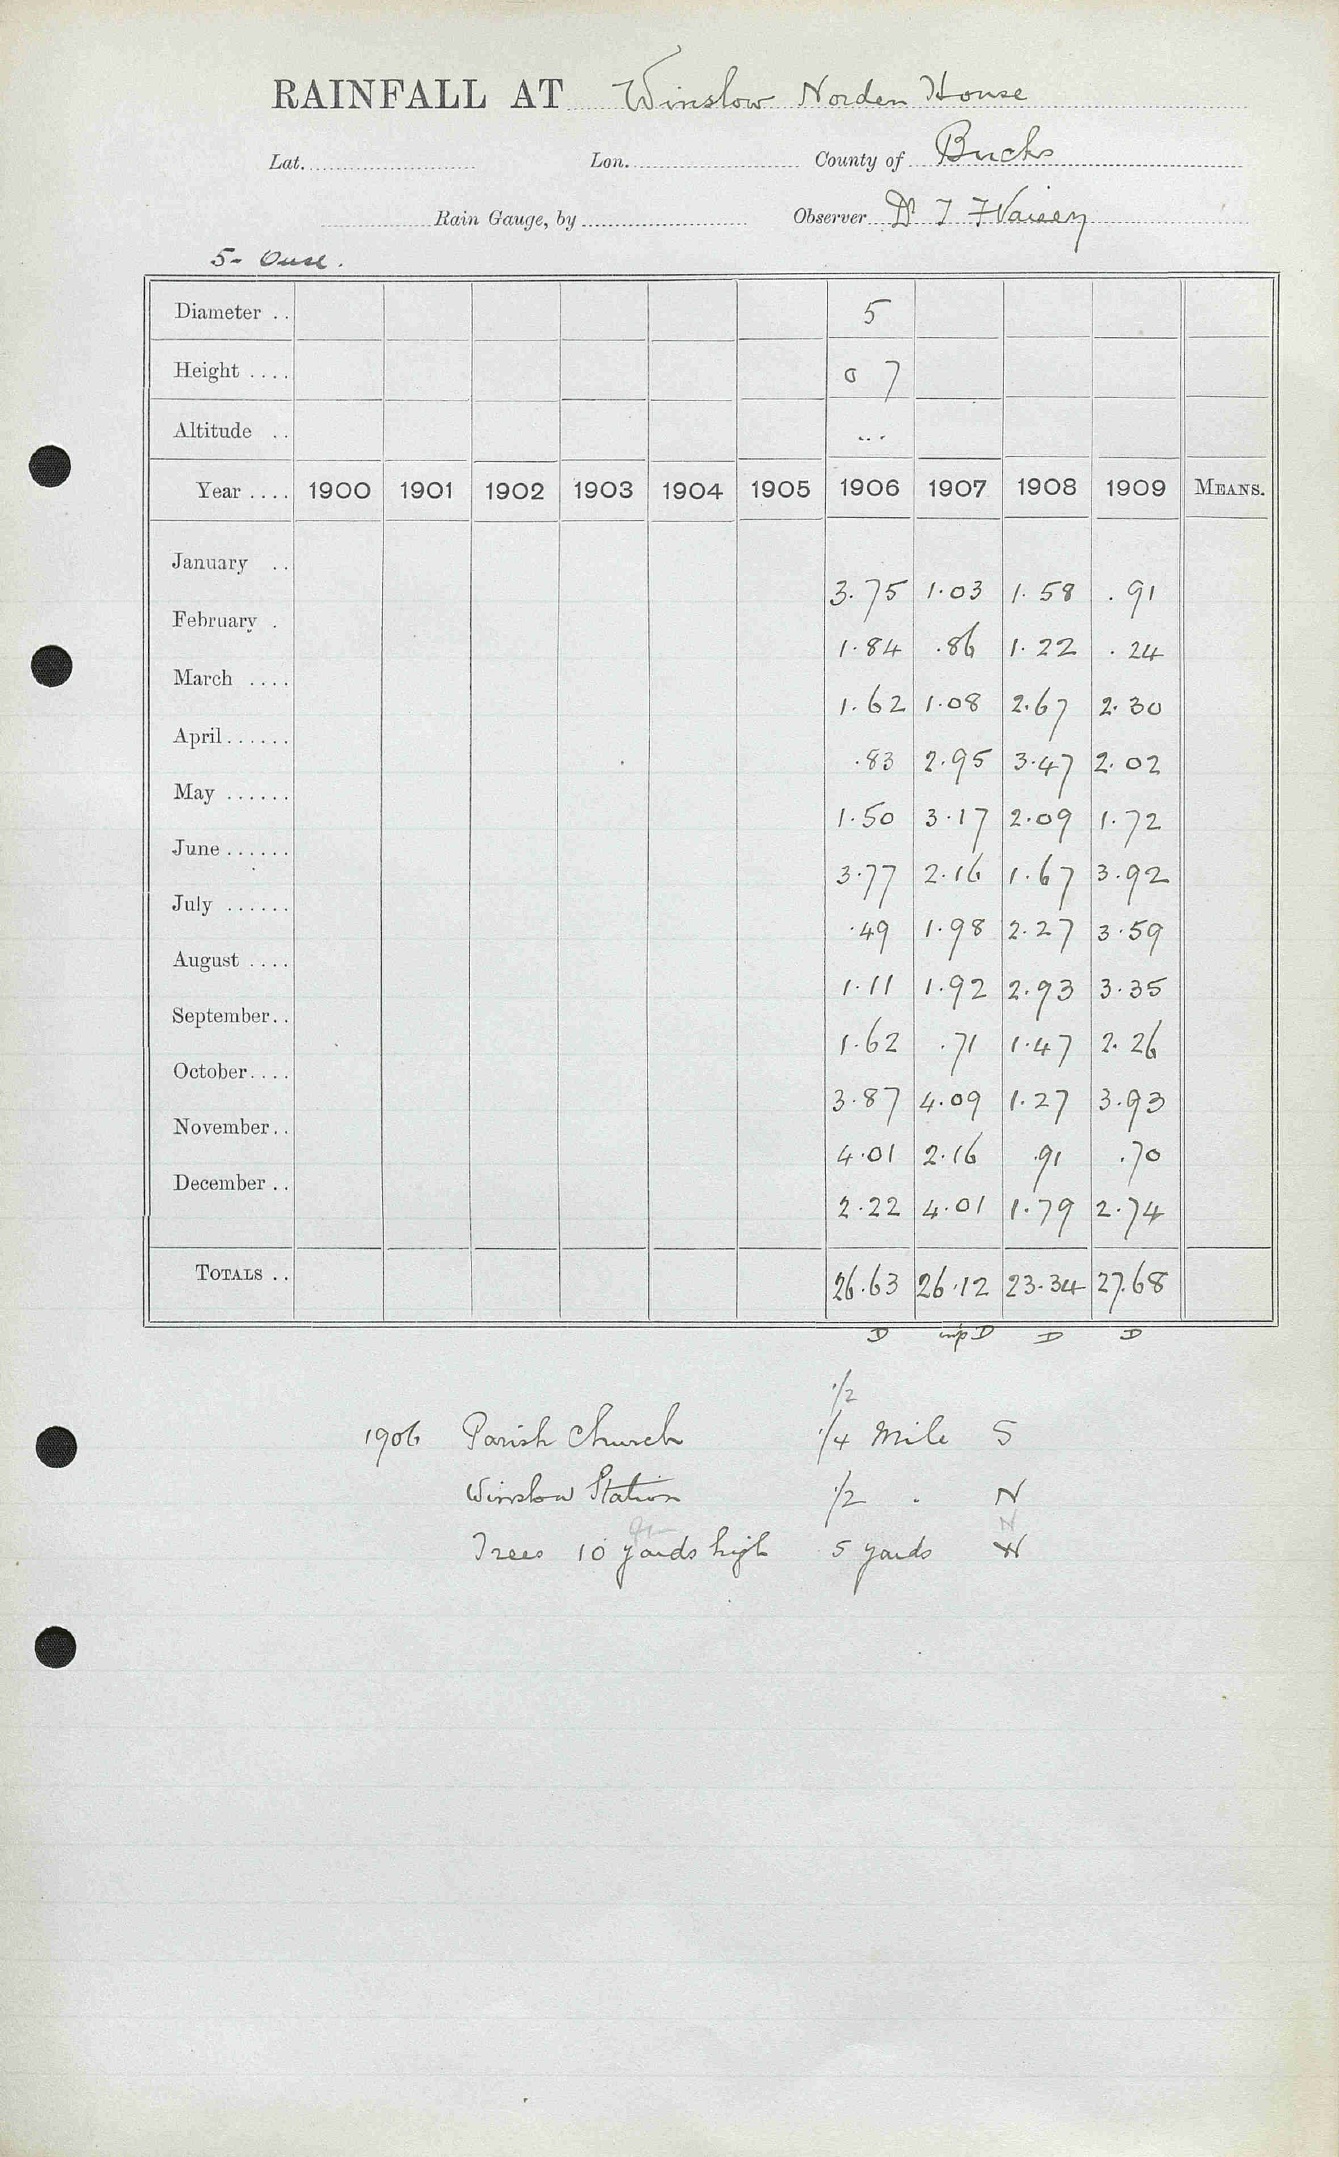 RAINFALL AT Winslow Norden House
Lat. Lon. County of Bucks
Rain Gauge, by Observer Dr T F Vaisey
5- Ouse.
Diameter .. 5
Height .... 0 7
Altitude .. ...
Year .... 1900 1901 1902 1903 1904 1905 1906 1907 1908 1909 MEANS.
January .. 3.75 1.03 1.58 .91
February . 1.84 .86 1.22 .24
March .... 1.62 1.08 2.67 2.30
April...... .83 2.95 3.47 2.02
May ...... 1.50 3.17 2.09 1.72
June ...... 3.77 2.16 1.67 3.92
July ...... .49 1.98 2.27 3.59
August .... 1.11 1.92 2.93 3.35
September.. 1.62 .71 1.47 2.26
October.... 3.87 4.09 1.27 3.93
November.. 4.01 2.16 .91 .70
December .. 2.22 4.01 1.79 2.74
TOTALS .. 26.63 26.12 23.34 27.68
D imp D D D
1/2
1906 Parish Church 1/4 Mile S
Winslow Station 1/2 . N
Trees 10 yards high 5 yards N